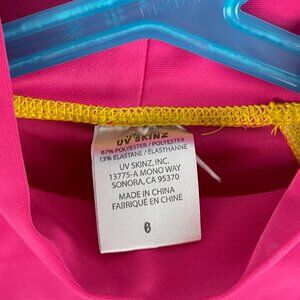 UV SKINZ
87% POLYESTER / POLYESTER
13% ELASTANE / ÉLASTHANNE
UV SKINZ, INC.
13775-A MONO WAY
SONORA, CA 95370
MADE IN CHINA
FABRIQUÉ EN CHINE
6